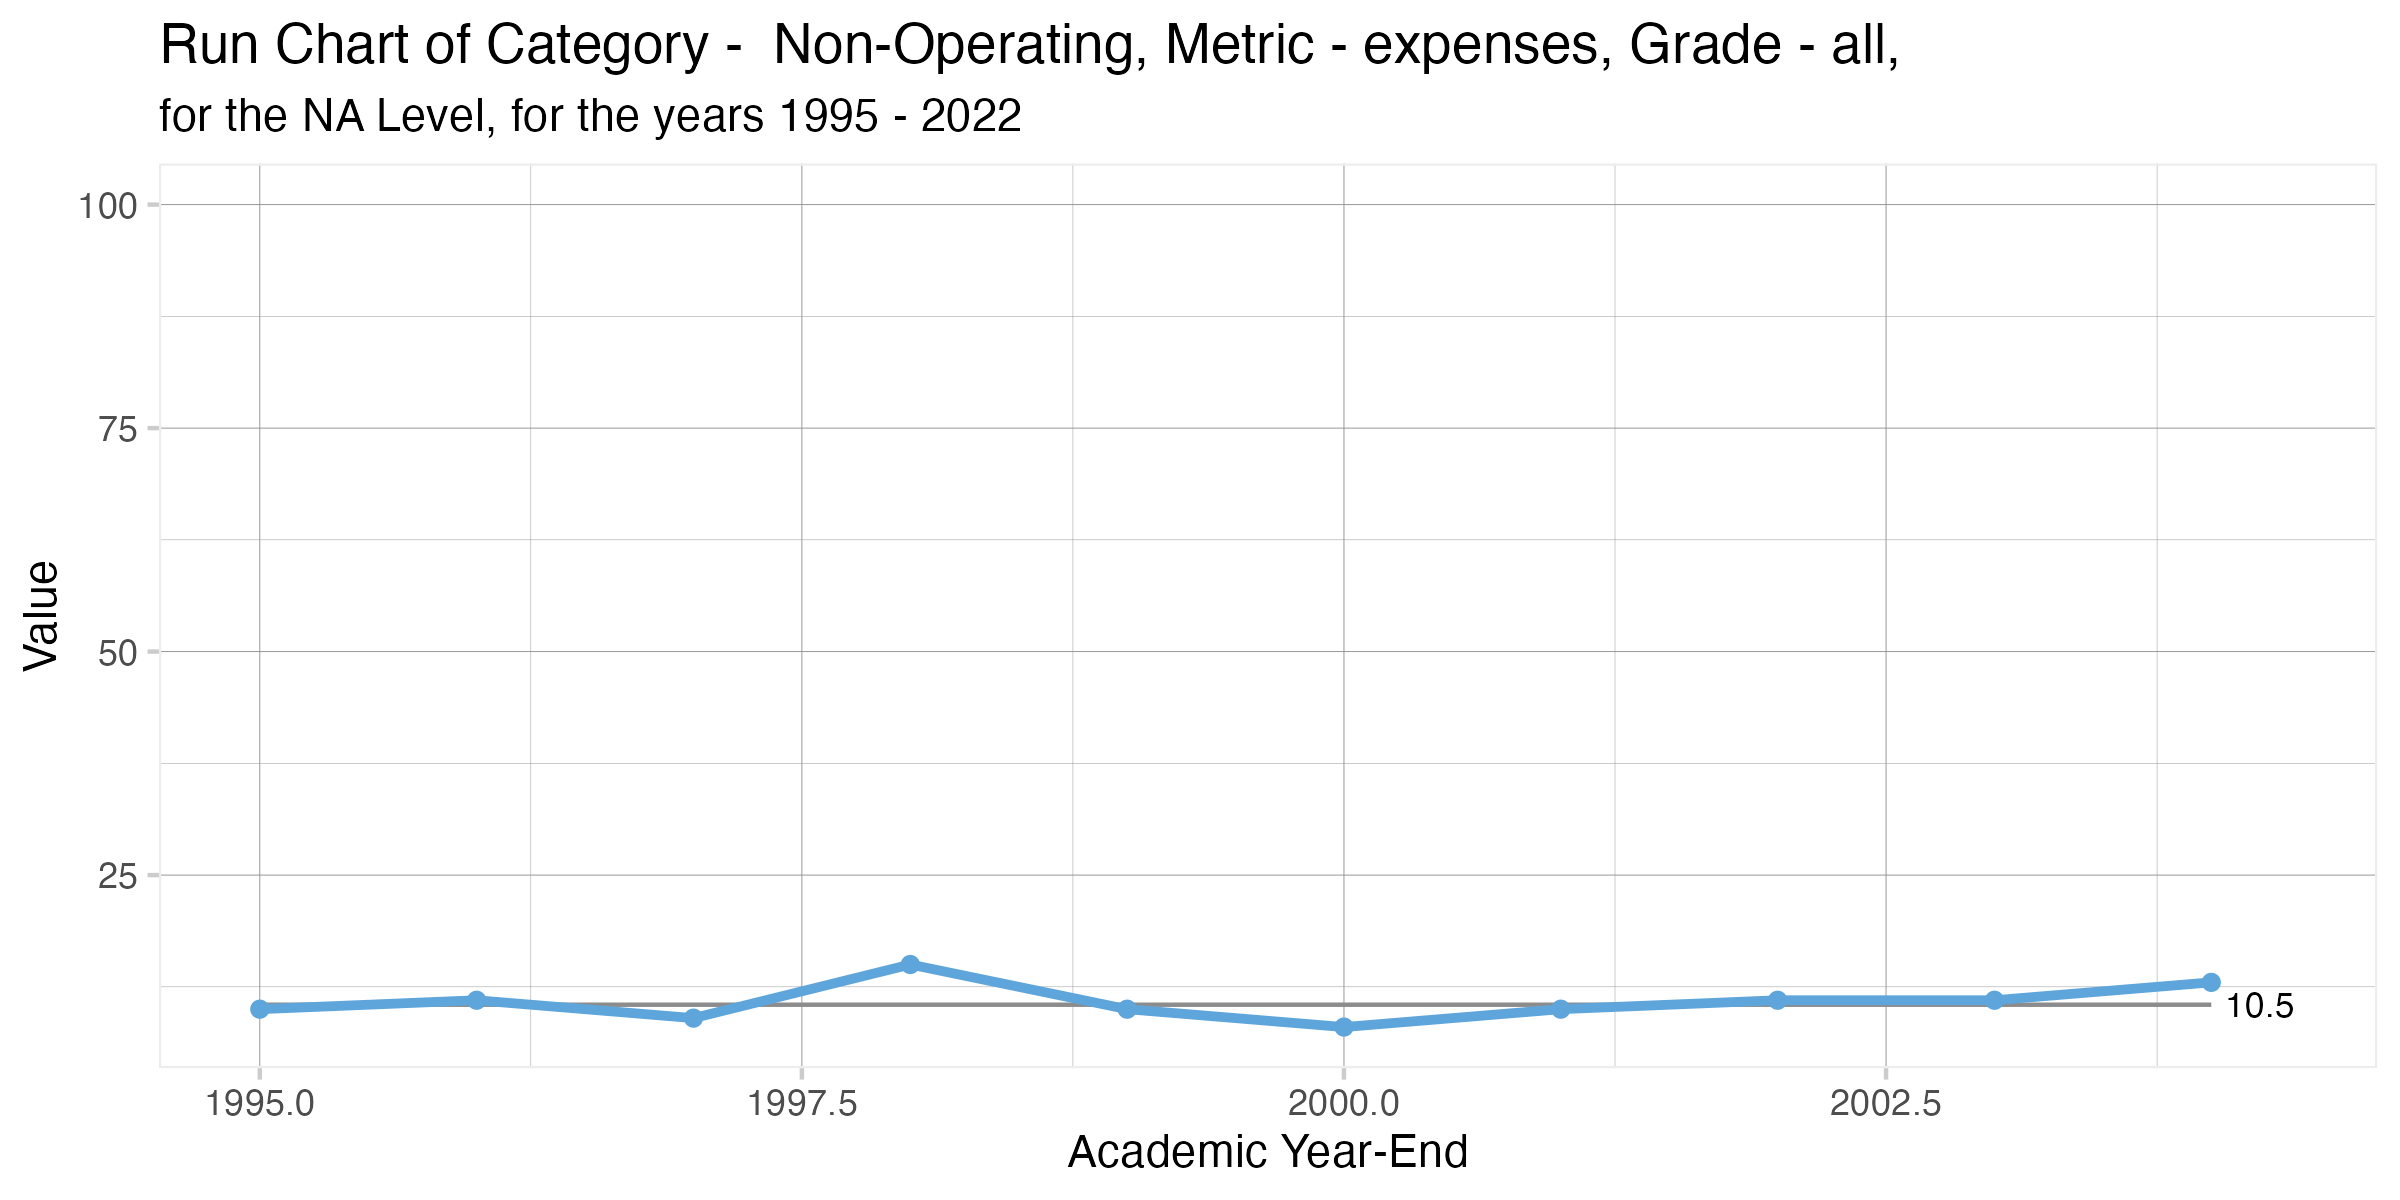 Run Chart of Category -  Non-Operating, Metric - expenses, Grade - all,
for the NA Level, for the years 1995 - 2022
100
75
50
25
Value
10.5
1995.0 1997.5 2000.0 2002.5
Academic Year-End